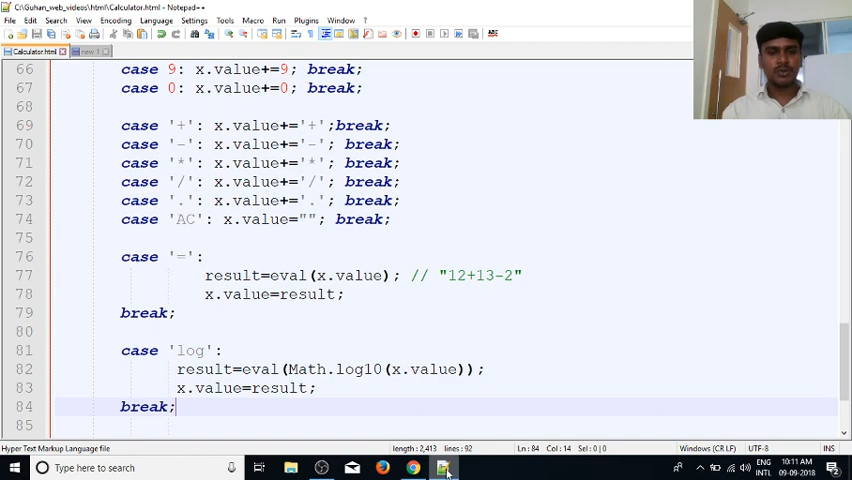 C:\Guhan_web_videos\html\Calculator.html - Notepad++
File Edit Search View Encoding Language Settings Tools Macro Run Plugins Window ?
Calculator.html new 1
66 case 9: x.value+=9; break;
67 case 0: x.value+=0; break;
68
69 case '+': x.value+='+';break;
70 case '-': x.value+='-'; break;
71 case '*': x.value+='*'; break;
72 case '/': x.value+='/'; break;
73 case '.': x.value+='.'; break;
74 case 'AC': x.value=""; break;
75
76 case '=':
77 result=eval(x.value); // "12+13-2"
78 x.value=result;
79 break;
80
81 case 'log':
82 result=eval(Math.log10(x.value));
83 x.value=result;
84 break;
85
Hyper Text Markup Language file length : 2,413 lines : 92 Ln : 84 Col : 14 Sel : 0 | 0 Windows (CR LF) UTF-8 INS
Type here to search
ENG 10:11 AM
INTL 09-09-2018